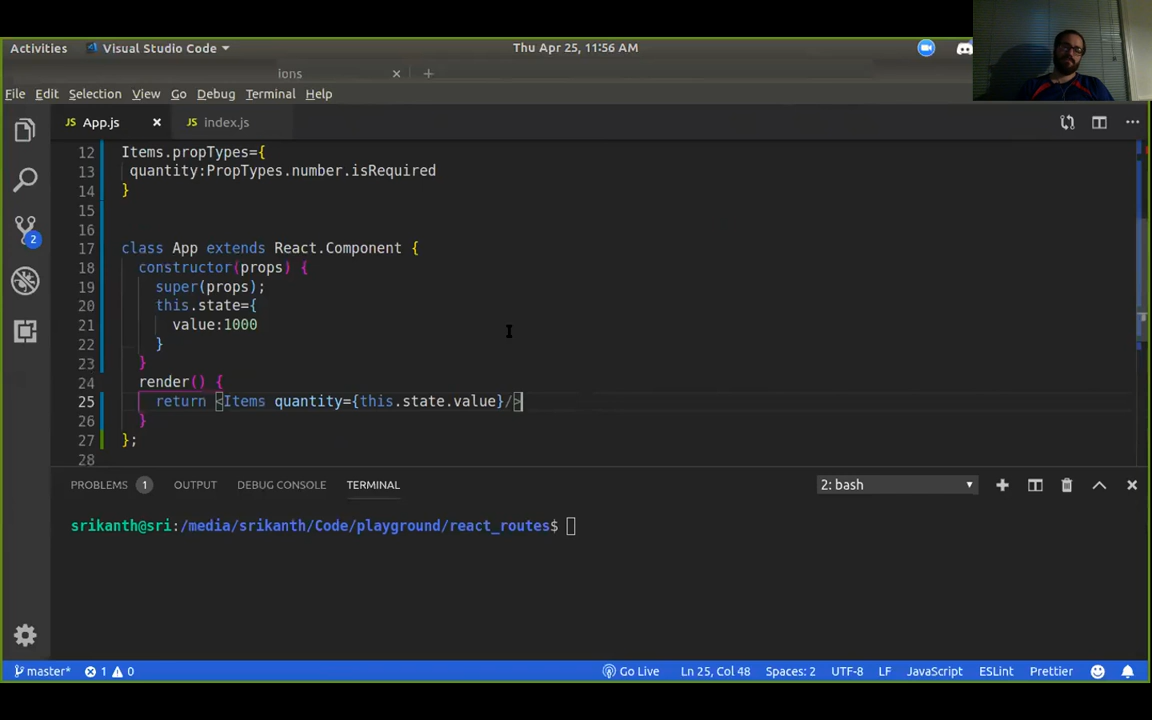 Activities Visual Studio Code Thu Apr 25, 11:56 AM
ions
File Edit Selection View Go Debug Terminal Help
JS App.js JS index.js
12 Items.propTypes={
13 quantity:PropTypes.number.isRequired
14 }
15
16
17 class App extends React.Component {
18 constructor(props) {
19 super(props);
20 this.state={
21 value:1000
22 }
23 }
24 render() {
25 return <Items quantity={this.state.value}/>
26 }
27 };
28
2
PROBLEMS 1 OUTPUT DEBUG CONSOLE TERMINAL 2: bash
srikanth@sri:/media/srikanth/Code/playground/react_routes$
master* 1 0 Go Live Ln 25, Col 48 Spaces: 2 UTF-8 LF JavaScript ESLint Prettier